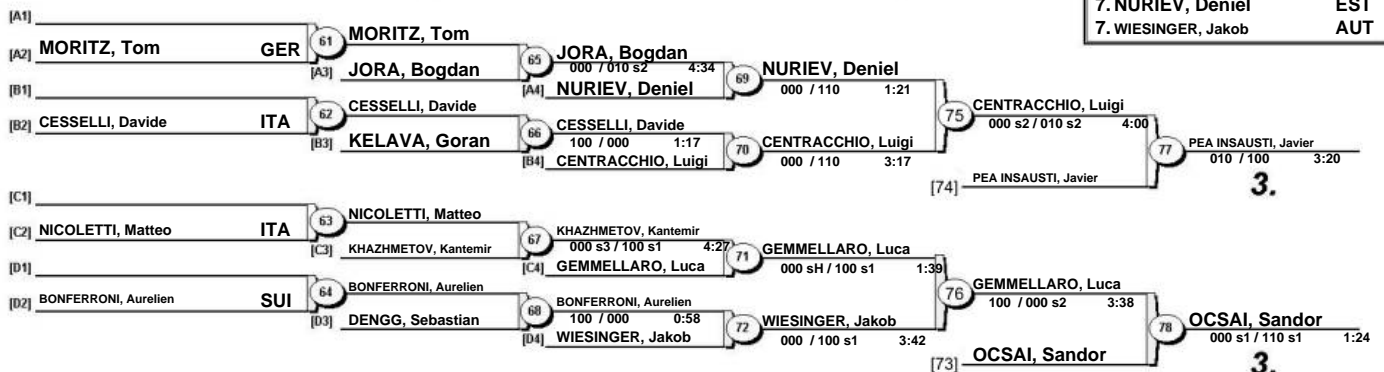 7. NURIEV, Deniel EST
7. WIESINGER, Jakob AUT
[A1]
[A2] MORITZ, Tom GER
61
MORITZ, Tom
[A3] JORA, Bogdan
65
JORA, Bogdan
000 / 010 s2 4:34
[A4] NURIEV, Deniel
69
NURIEV, Deniel
000 / 110 1:21
[B1]
[B2] CESSELLI, Davide ITA
62
CESSELLI, Davide
[B3] KELAVA, Goran
66
CESSELLI, Davide
100 / 000 1:17
[B4] CENTRACCHIO, Luigi
70
CENTRACCHIO, Luigi
000 / 110 3:17
75
CENTRACCHIO, Luigi
000 s2 / 010 s2 4:00
[74] PEA INSAUSTI, Javier
77
PEA INSAUSTI, Javier
010 / 100 3:20
3.
[C1]
[C2] NICOLETTI, Matteo ITA
63
NICOLETTI, Matteo
[C3] KHAZHMETOV, Kantemir
67
KHAZHMETOV, Kantemir
000 s3 / 100 s1 4:27
[C4] GEMMELLARO, Luca
71
GEMMELLARO, Luca
000 sH / 100 s1 1:39
[D1]
[D2] BONFERRONI, Aurelien SUI
64
BONFERRONI, Aurelien
[D3] DENGG, Sebastian
68
BONFERRONI, Aurelien
100 / 000 0:58
[D4] WIESINGER, Jakob
72
WIESINGER, Jakob
000 / 100 s1 3:42
76
GEMMELLARO, Luca
100 / 000 s2 3:38
[73] OCSAI, Sandor
78
OCSAI, Sandor
000 s1 / 110 s1 1:24
3.